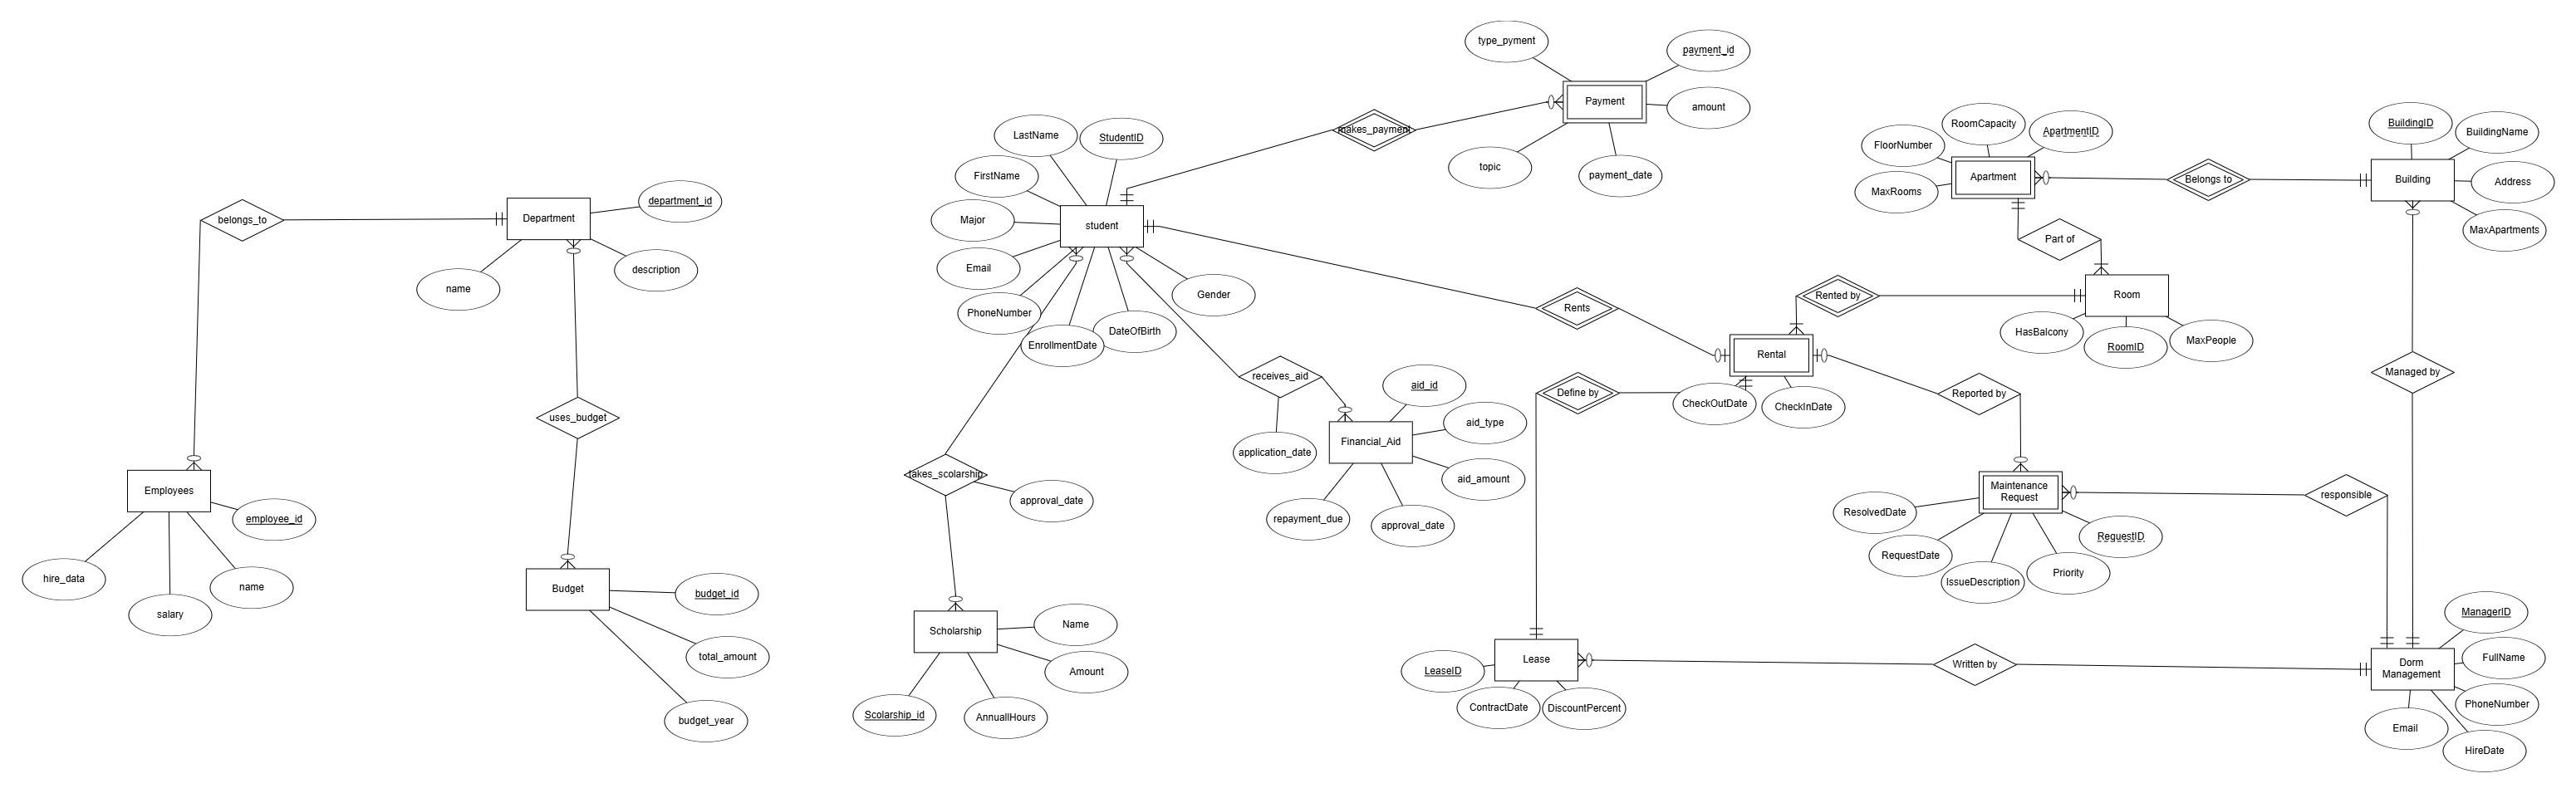 type_pyment
payment_id
Payment
amount
topic
payment_date
makes_payment
LastName
StudentID
FirstName
Major
student
Email
PhoneNumber
EnrollmentDate
DateOfBirth
Gender
RoomCapacity
FloorNumber
ApartmentID
MaxRooms
Apartment
Belongs to
BuildingID
BuildingName
Building
Address
MaxApartments
Part of
Room
HasBalcony
RoomID
MaxPeople
Rented by
Rents
Rental
CheckOutDate
CheckInDate
Define by
Reported by
Managed by
belongs_to
Department
department_id
description
name
uses_budget
Employees
employee_id
hire_data
salary
name
Budget
budget_id
total_amount
budget_year
receives_aid
application_date
aid_id
aid_type
Financial_Aid
aid_amount
repayment_due
approval_date
takes_scolarship
approval_date
Scholarship
Name
Amount
Scolarship_id
AnnuallHours
Maintenance
Request
ResolvedDate
RequestDate
IssueDescription
Priority
RequestID
responsible
Lease
LeaseID
ContractDate
DiscountPercent
Written by
ManagerID
Dorm
Management
FullName
PhoneNumber
Email
HireDate